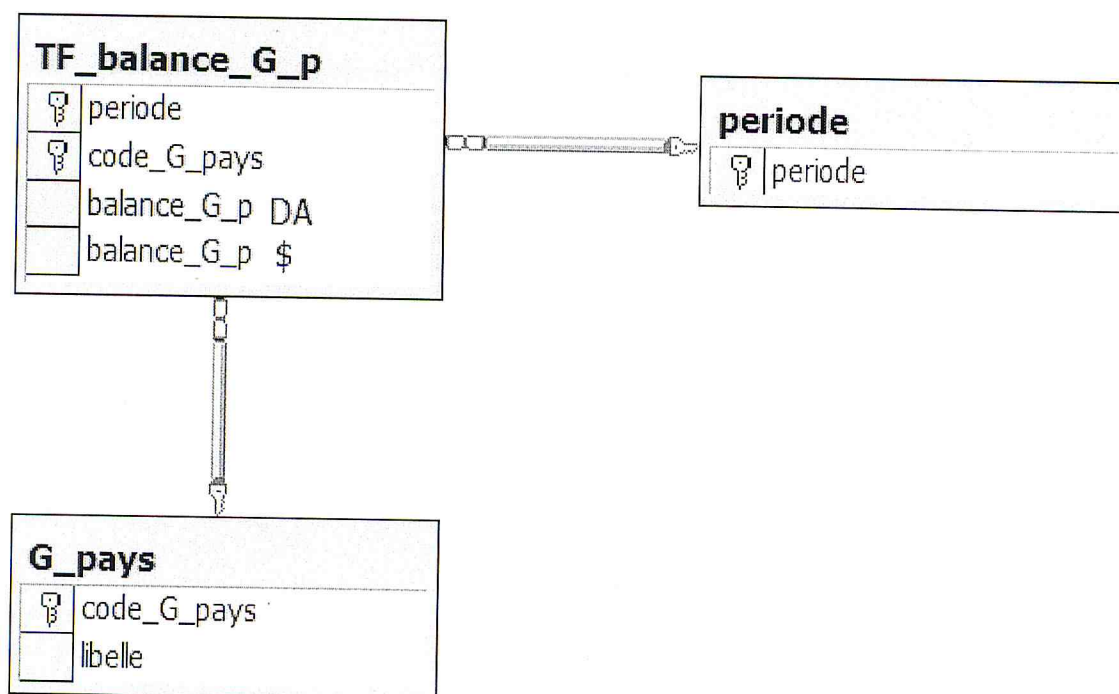 TF_balance_G_p
periode
code_G_pays
balance_G_p DA
balance_G_p $
periode
periode
G_pays
code_G_pays
libelle